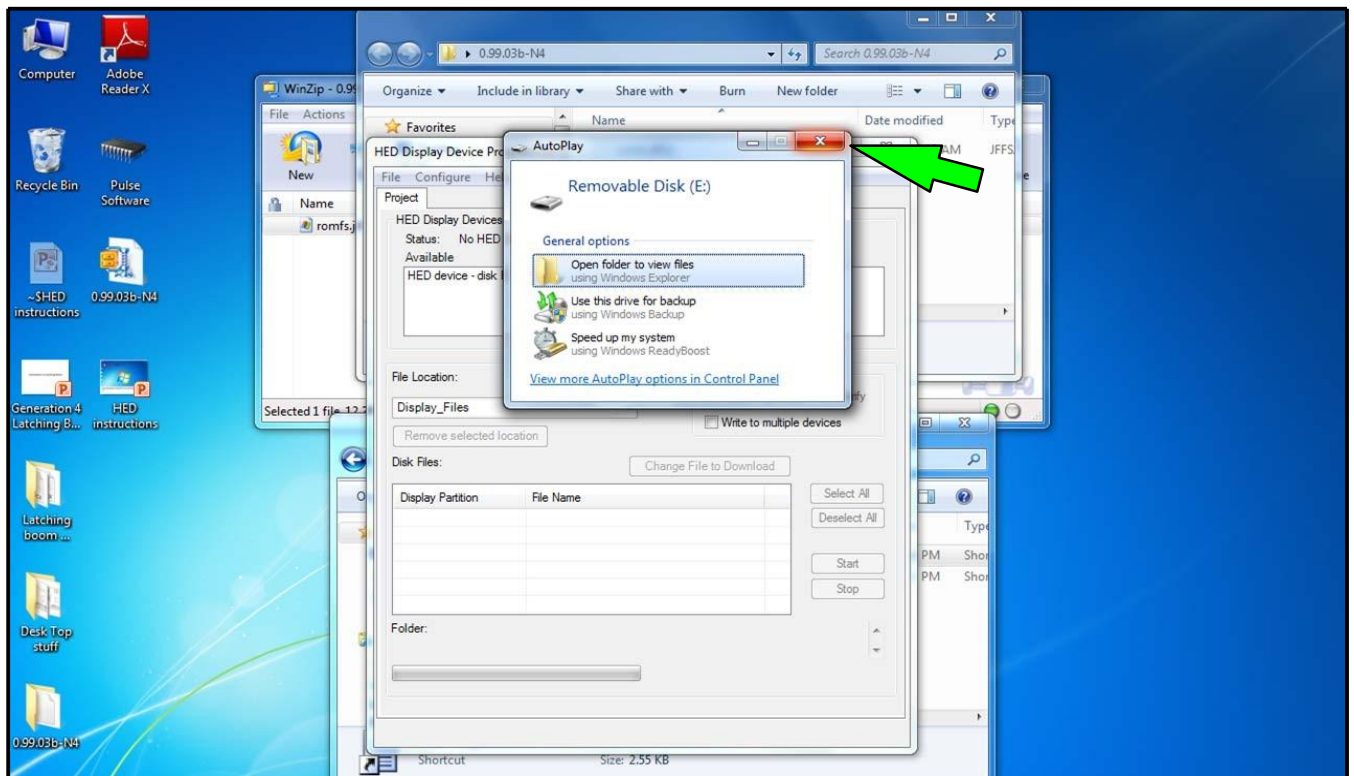 Computer
Adobe
Reader X
Recycle Bin
Pulse
Software
~$HED
instructions
0.99.03b-N4
Generation 4
Latching B...
HED
instructions
Latching
boom ...
Desk Top
stuff
0.99.03b-N4
WinZip - 0.99
File Actions
New
Name
romfs.j
Selected 1 file, 12.2
0.99.03b-N4
Search 0.99.03b-N4
Organize
Include in library
Share with
Burn
New folder
Favorites
Name
Date modified
Type
AM
JFFS
HED Display Device Pro
File Configure Hel
Project
HED Display Devices
Status: No HED
Available
HED device - disk
File Location:
Display_Files
Remove selected location
Write to multiple devices
Disk Files:
Change File to Download
Display Partition
File Name
Select All
Deselect All
Start
Stop
Folder:
AutoPlay
Removable Disk (E:)
General options
Open folder to view files
using Windows Explorer
Use this drive for backup
using Windows Backup
Speed up my system
using Windows ReadyBoost
View more AutoPlay options in Control Panel
Type
PM Shor
PM Shor
Shortcut
Size: 2.55 KB